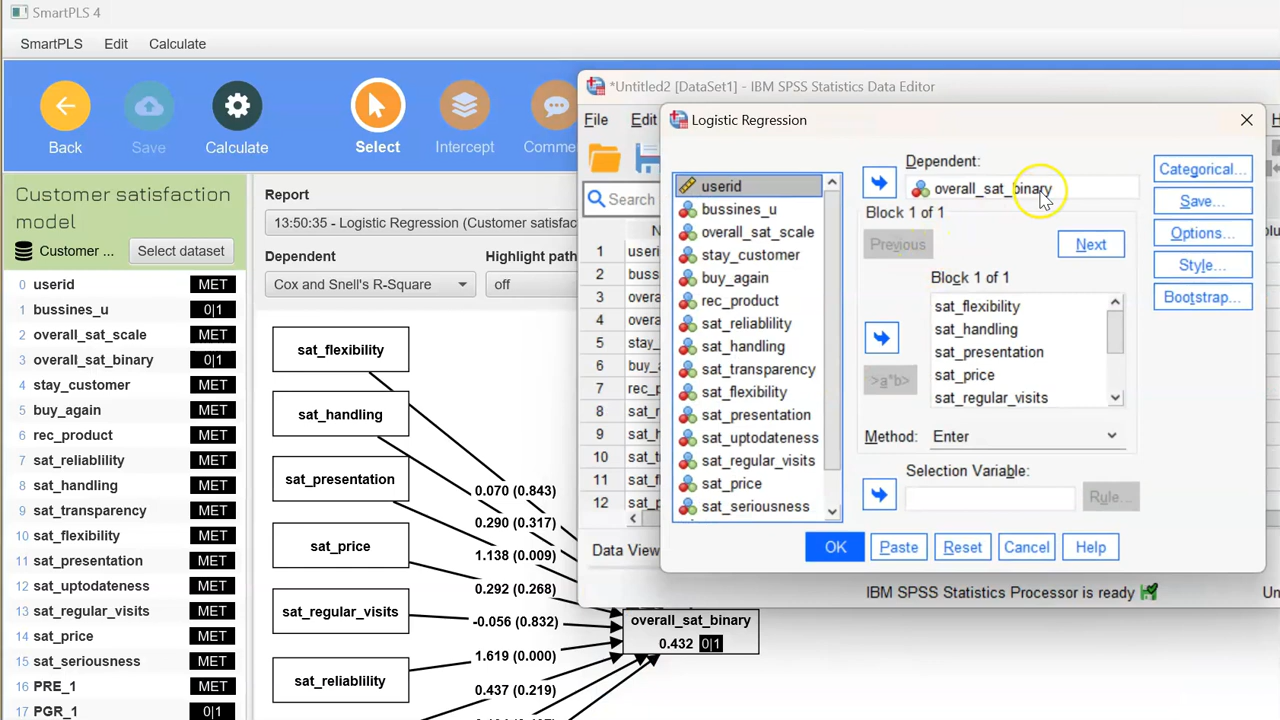 SmartPLS 4
SmartPLS Edit Calculate
Back Save Calculate Select Intercept
Customer satisfaction
model
Customer ... Select dataset
0 userid MET
1 bussines_u 0|1
2 overall_sat_scale MET
3 overall_sat_binary 0|1
4 stay_customer MET
5 buy_again MET
6 rec_product MET
7 sat_reliablility MET
8 sat_handling MET
9 sat_transparency MET
10 sat_flexibility MET
11 sat_presentation MET
12 sat_uptodateness MET
13 sat_regular_visits MET
14 sat_price MET
15 sat_seriousness MET
16 PRE_1 MET
17 PGR_1 0|1
Report
13:50:35 - Logistic Regression (Customer satisfac
Dependent Highlight path
Cox and Snell's R-Square off
sat_flexibility
sat_handling
sat_presentation
sat_price
sat_regular_visits
sat_reliablility
0.070 (0.843)
0.290 (0.317)
1.138 (0.009)
0.292 (0.268)
-0.056 (0.832)
1.619 (0.000)
0.437 (0.219)
overall_sat_binary
0.432 0|1
*Untitled2 [DataSet1] - IBM SPSS Statistics Data Editor
File Edit
Search
1
2
3
4
5
6
7
8
9
10
11
12
Data View
Logistic Regression
userid
bussines_u
overall_sat_scale
stay_customer
buy_again
rec_product
sat_reliablility
sat_handling
sat_transparency
sat_flexibility
sat_presentation
sat_uptodateness
sat_regular_visits
sat_price
sat_seriousness
Dependent:
overall_sat_binary
Block 1 of 1
Previous Next
Block 1 of 1
sat_flexibility
sat_handling
sat_presentation
sat_price
sat_regular_visits
>a*b>
Method: Enter
Selection Variable:
Rule...
Categorical...
Save...
Options...
Style...
Bootstrap...
OK Paste Reset Cancel Help
IBM SPSS Statistics Processor is ready